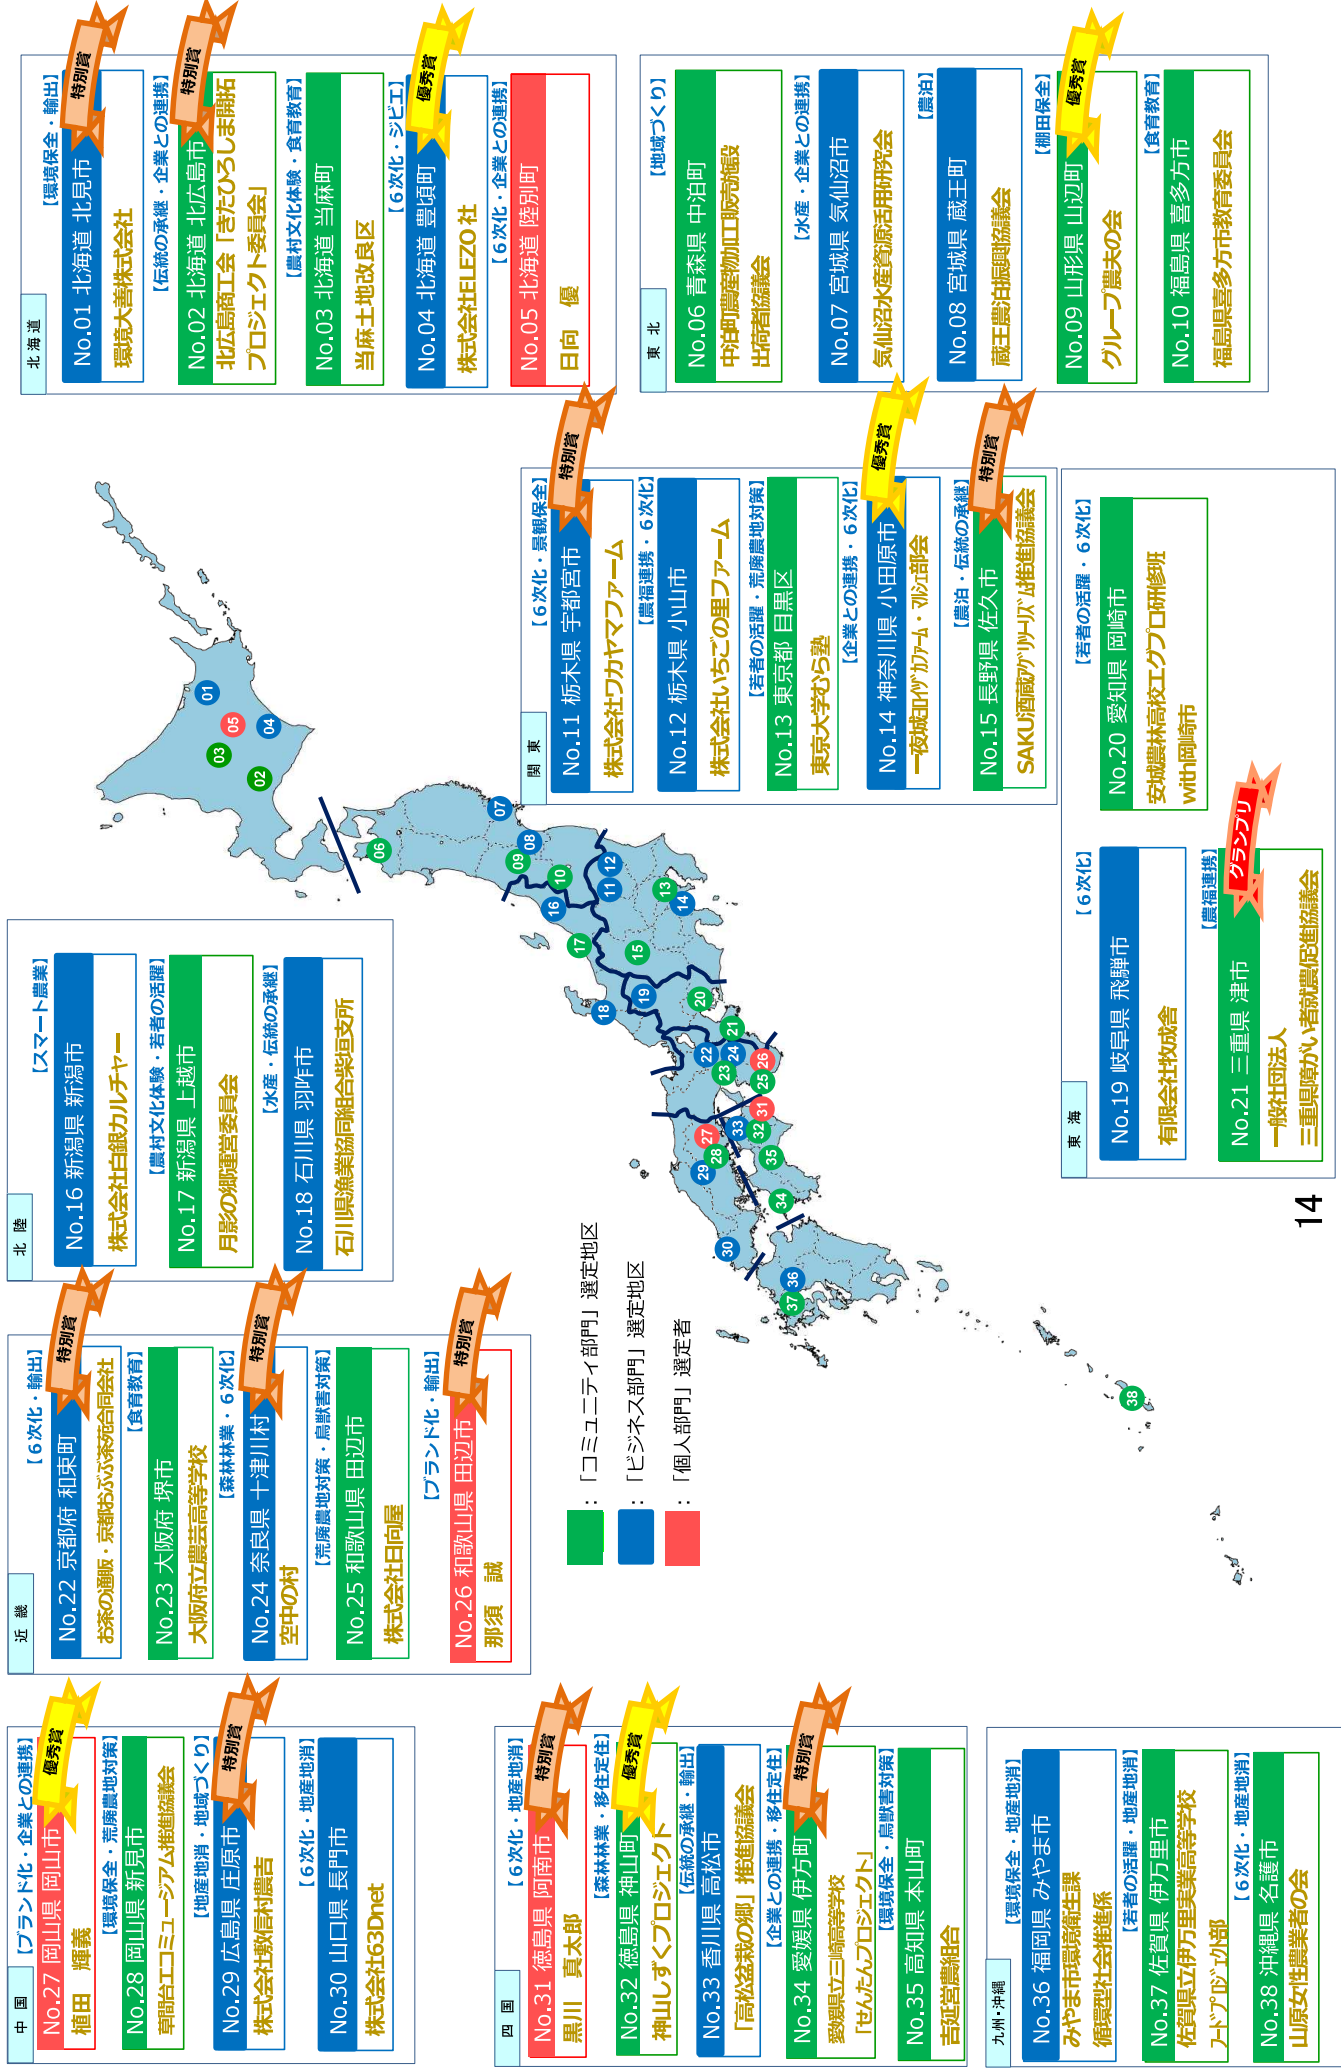 北海道
【環境保全・輸出】
特別賞
No.01 北海道 北見市
環境大善株式会社
【伝統の承継・企業との連携】
特別賞
No.02 北海道 北広島市
北広島商工会「きたひろしま開拓
プロジェクト委員会」
【農村文化体験・食育教育】
No.03 北海道 当麻町
当麻土地改良区
【６次化・ジビエ】
優秀賞
No.04 北海道 豊頃町
株式会社ELEZO社
【６次化・企業との連携】
No.05 北海道 陸別町
日向　優
東 北
【地域づくり】
No.06 青森県 中泊町
中泊町農産物加工販売施設
出荷者協議会
【水産・企業との連携】
No.07 宮城県 気仙沼市
気仙沼水産資源活用研究会
【農泊】
No.08 宮城県 蔵王町
蔵王農泊振興協議会
【棚田保全】
優秀賞
No.09 山形県 山辺町
グループ農夫の会
【食育教育】
No.10 福島県 喜多方市
福島県喜多方市教育委員会
関 東
【６次化・景観保全】
特別賞
No.11 栃木県 宇都宮市
株式会社ワカヤマファーム
【農福連携・６次化】
No.12 栃木県 小山市
株式会社いちごの里ファーム
【若者の活躍・荒廃農地対策】
No.13 東京都 目黒区
東京大学むら塾
【企業との連携・６次化】
優秀賞
No.14 神奈川県 小田原市
一夜城ヨロイヅカファーム・マルシェ部会
【農泊・伝統の承継】
特別賞
No.15 長野県 佐久市
SAKU酒蔵アグリツーリズム推進協議会
北 陸
【スマート農業】
No.16 新潟県 新潟市
株式会社白銀カルチャー
【農村文化体験・若者の活躍】
No.17 新潟県 上越市
月影の郷運営委員会
【水産・伝統の承継】
No.18 石川県 羽咋市
石川県漁業協同組合柴垣支所
東 海
【６次化】
No.19 岐阜県 飛騨市
有限会社牧成舎
【若者の活躍・６次化】
No.20 愛知県 岡崎市
安城農林高校エグプロ研修班
with岡崎市
【農福連携】
グランプリ
No.21 三重県 津市
一般社団法人
三重県障がい者就農促進協議会
近 畿
【６次化・輸出】
特別賞
No.22 京都府 和束町
お茶の通販・京都おぶぶ茶苑合同会社
【食育教育】
No.23 大阪府 堺市
大阪府立農芸高等学校
【森林林業・６次化】
特別賞
No.24 奈良県 十津川村
空中の村
【荒廃農地対策・鳥獣害対策】
No.25 和歌山県 田辺市
株式会社日向屋
【ブランド化・輸出】
特別賞
No.26 和歌山県 田辺市
那須　誠
中 国
【ブランド化・企業との連携】
優秀賞
No.27 岡山県 岡山市
植田　輝義
【環境保全・荒廃農地対策】
No.28 岡山県 新見市
草間台エコミュージアム推進協議会
【地産地消・地域づくり】
特別賞
No.29 広島県 庄原市
株式会社敷信村農吉
【６次化・地産地消】
No.30 山口県 長門市
株式会社63Dnet
四 国
【６次化・地産地消】
特別賞
No.31 徳島県 阿南市
黒川　真太郎
【森林林業・移住定住】
優秀賞
No.32 徳島県 神山町
神山しずくプロジェクト
【伝統の承継・輸出】
No.33 香川県 高松市
「高松盆栽の郷」推進協議会
【企業との連携・移住定住】
特別賞
No.34 愛媛県 伊方町
愛媛県立三崎高等学校
「せんたんプロジェクト」
【環境保全・鳥獣害対策】
No.35 高知県 本山町
吉延営農組合
九州・沖縄
【環境保全・地産地消】
No.36 福岡県 みやま市
みやま市環境衛生課
循環型社会推進係
【若者の活躍・地産地消】
No.37 佐賀県 伊万里市
佐賀県立伊万里実業高等学校
フードプロジェクト部
【６次化・地産地消】
No.38 沖縄県 名護市
山原女性農業者の会
：「コミュニティ部門」選定地区
：「ビジネス部門」選定地区
：「個人部門」選定者
01
02
03
04
05
06
07
08
09
10
11
12
13
14
15
16
17
18
19
20
21
22
23
24
25
26
27
28
29
30
31
32
33
34
35
36
37
38
14